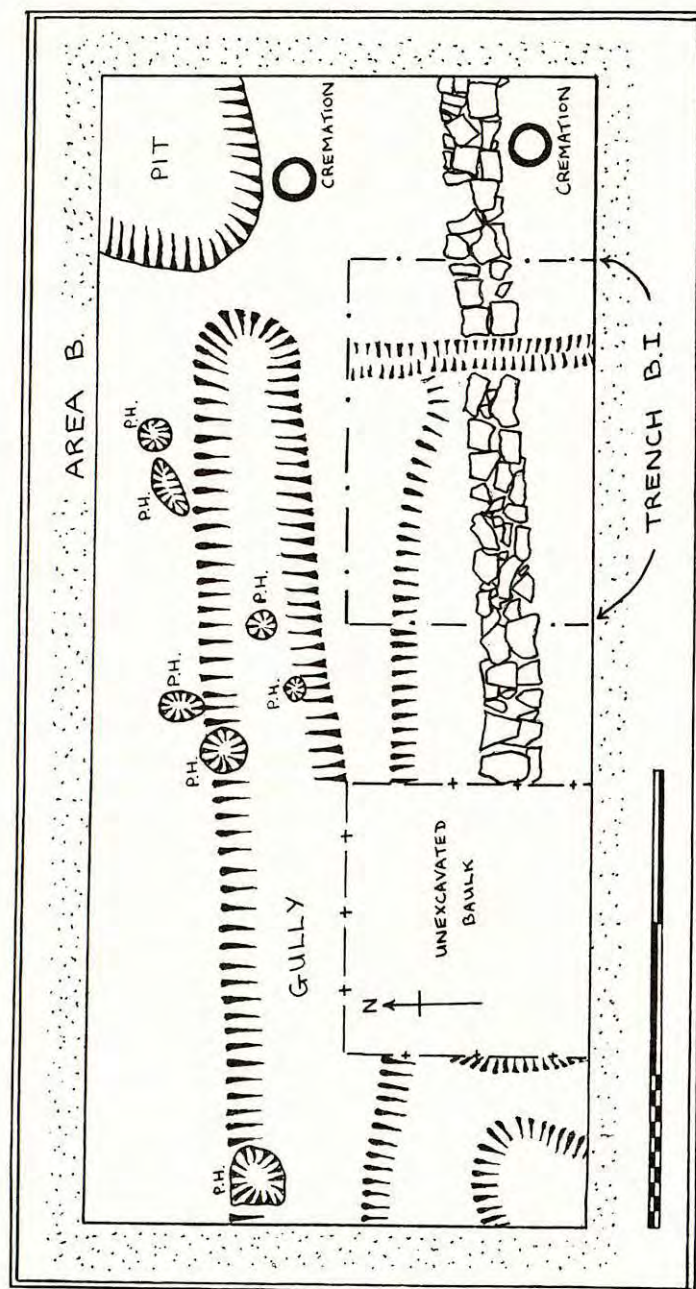 AREA B.
PIT
P.H.
P.H.
CREMATION
P.H.
P.H.
P.H.
P.H.
P.H.
GULLY
N
UNEXCAVATED
BAULK
CREMATION
TRENCH B.I.